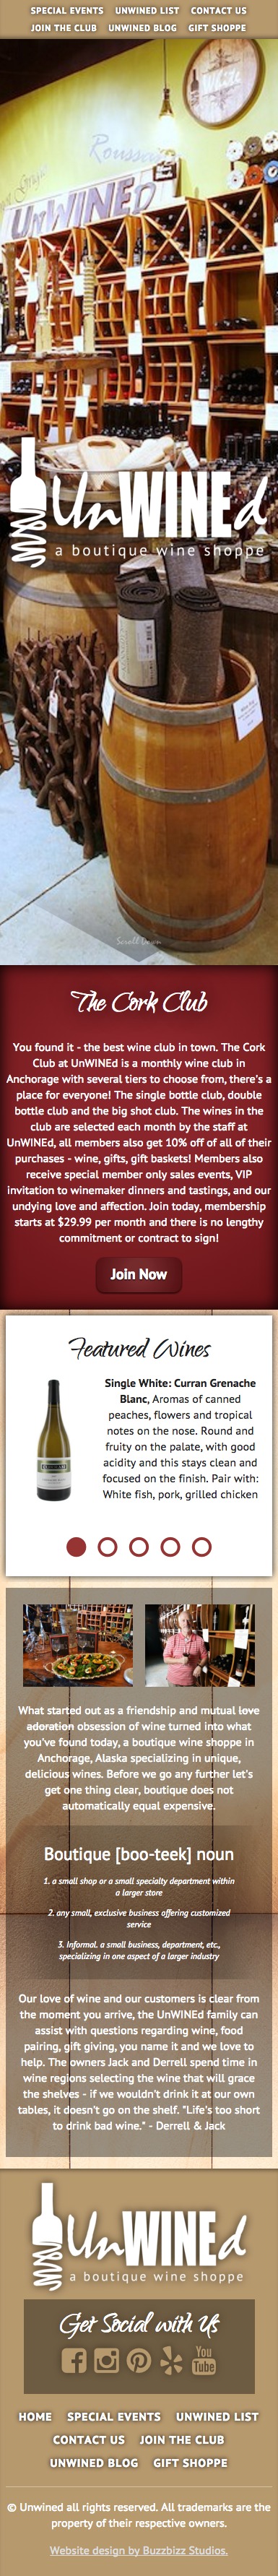 SPECIAL EVENTS UNWINED LIST CONTACT US
JOIN THE CLUB UNWINED BLOG GIFT SHOPPE
White
Roussanne
UnWINED
UnWINEd
a boutique wine shoppe
Scroll Down
The Cork Club
You found it - the best wine club in town. The Cork
Club at UnWINEd is a monthly wine club in
Anchorage with several tiers to choose from, there's a
place for everyone! The single bottle club, double
bottle club and the big shot club. The wines in the
club are selected each month by the staff at
UnWINEd, all members also get 10% off of all of their
purchases - wine, gifts, gift baskets! Members also
receive special member only sales events, VIP
invitation to winemaker dinners and tastings, and our
undying love and affection. Join today, membership
starts at $29.99 per month and there is no lengthy
commitment or contract to sign!
Join Now
Featured Wines
Single White: Curran Grenache
Blanc, Aromas of canned
peaches, flowers and tropical
notes on the nose. Round and
fruity on the palate, with good
acidity and this stays clean and
focused on the finish. Pair with:
White fish, pork, grilled chicken
What started out as a friendship and mutual love
adoration obsession of wine turned into what
you've found today, a boutique wine shoppe in
Anchorage, Alaska specializing in unique,
delicious wines. Before we go any further let's
get one thing clear, boutique does not
automatically equal expensive.
Boutique [boo-teek] noun
1. a small shop or a small specialty department within
a larger store
2. any small, exclusive business offering customized
service
3. Informal. a small business, department, etc.,
specializing in one aspect of a larger industry
Our love of wine and our customers is clear from
the moment you arrive, the UnWINEd family can
assist with questions regarding wine, food
pairing, gift giving, you name it and we love to
help. The owners Jack and Derrell spend time in
wine regions selecting the wine that will grace
the shelves - if we wouldn't drink it at our own
tables, it doesn't go on the shelf. "Life's too short
to drink bad wine." - Derrell & Jack
UnWINEd
a boutique wine shoppe
Get Social with Us
You
Tube
HOME SPECIAL EVENTS UNWINED LIST
CONTACT US JOIN THE CLUB
UNWINED BLOG GIFT SHOPPE
© Unwined all rights reserved. All trademarks are the
property of their respective owners.
Website design by Buzzbizz Studios.